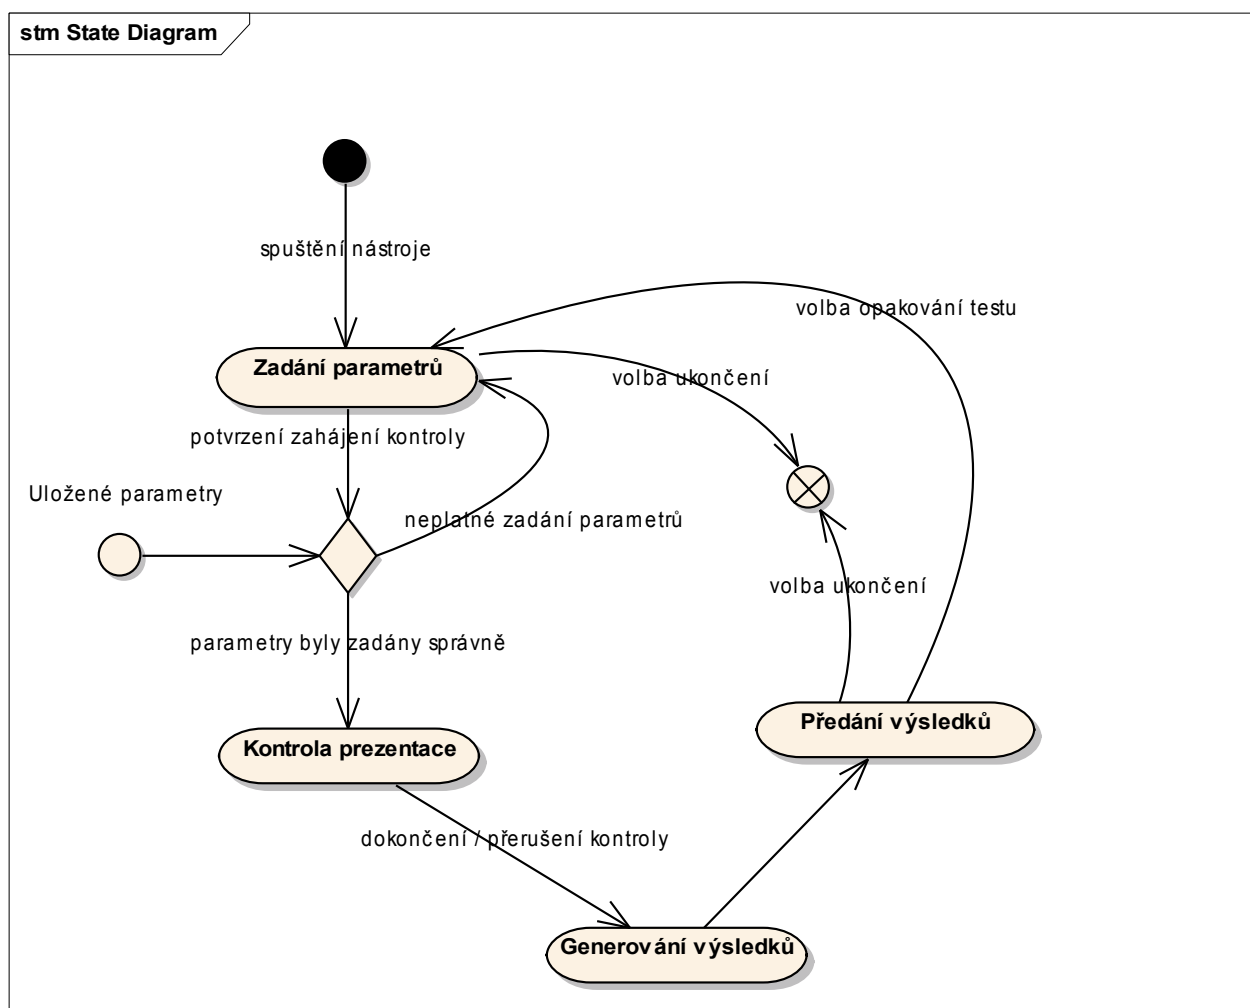 stm State Diagram
spuštění nástroje
volba opakování testu
Zadání parametrů
volba ukončení
potvrzení zahájení kontroly
Uložené parametry
neplatné zadání parametrů
volba ukončení
parametry byly zadány správně
Předání výsledků
Kontrola prezentace
dokončení / přerušení kontroly
Generování výsledků